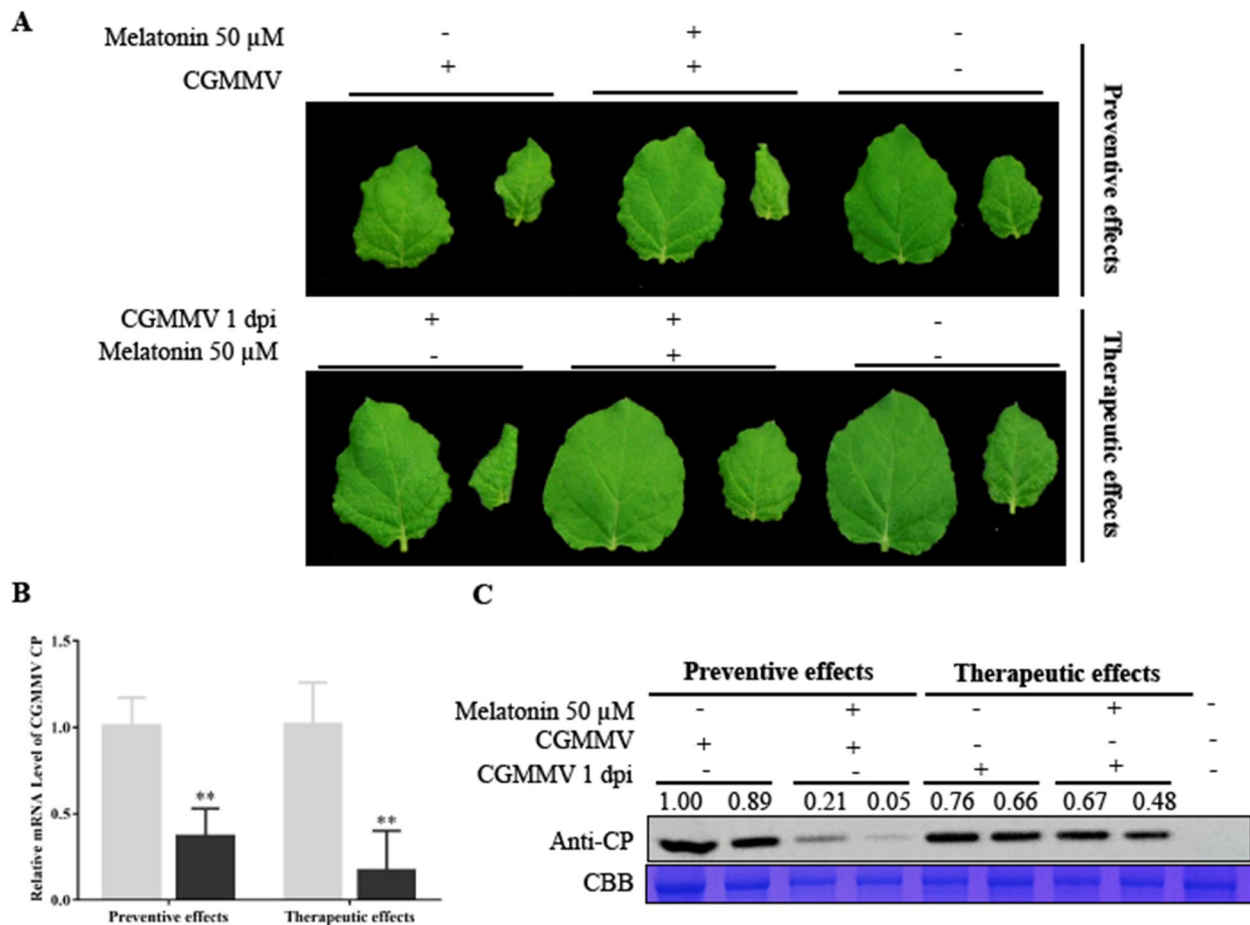 A
Melatonin 50 µM - + -
CGMMV + + -
Preventive effects
CGMMV 1 dpi + + -
Melatonin 50 µM - + -
Therapeutic effects
B
Relative mRNA Level of CGMMV CP
1.5
1.0
0.5
0.0
** **
Preventive effects Therapeutic effects
C
Preventive effects Therapeutic effects
Melatonin 50 µM - + - + -
CGMMV + + - - -
CGMMV 1 dpi - - + + -
1.00 0.89 0.21 0.05 0.76 0.66 0.67 0.48
Anti-CP
CBB